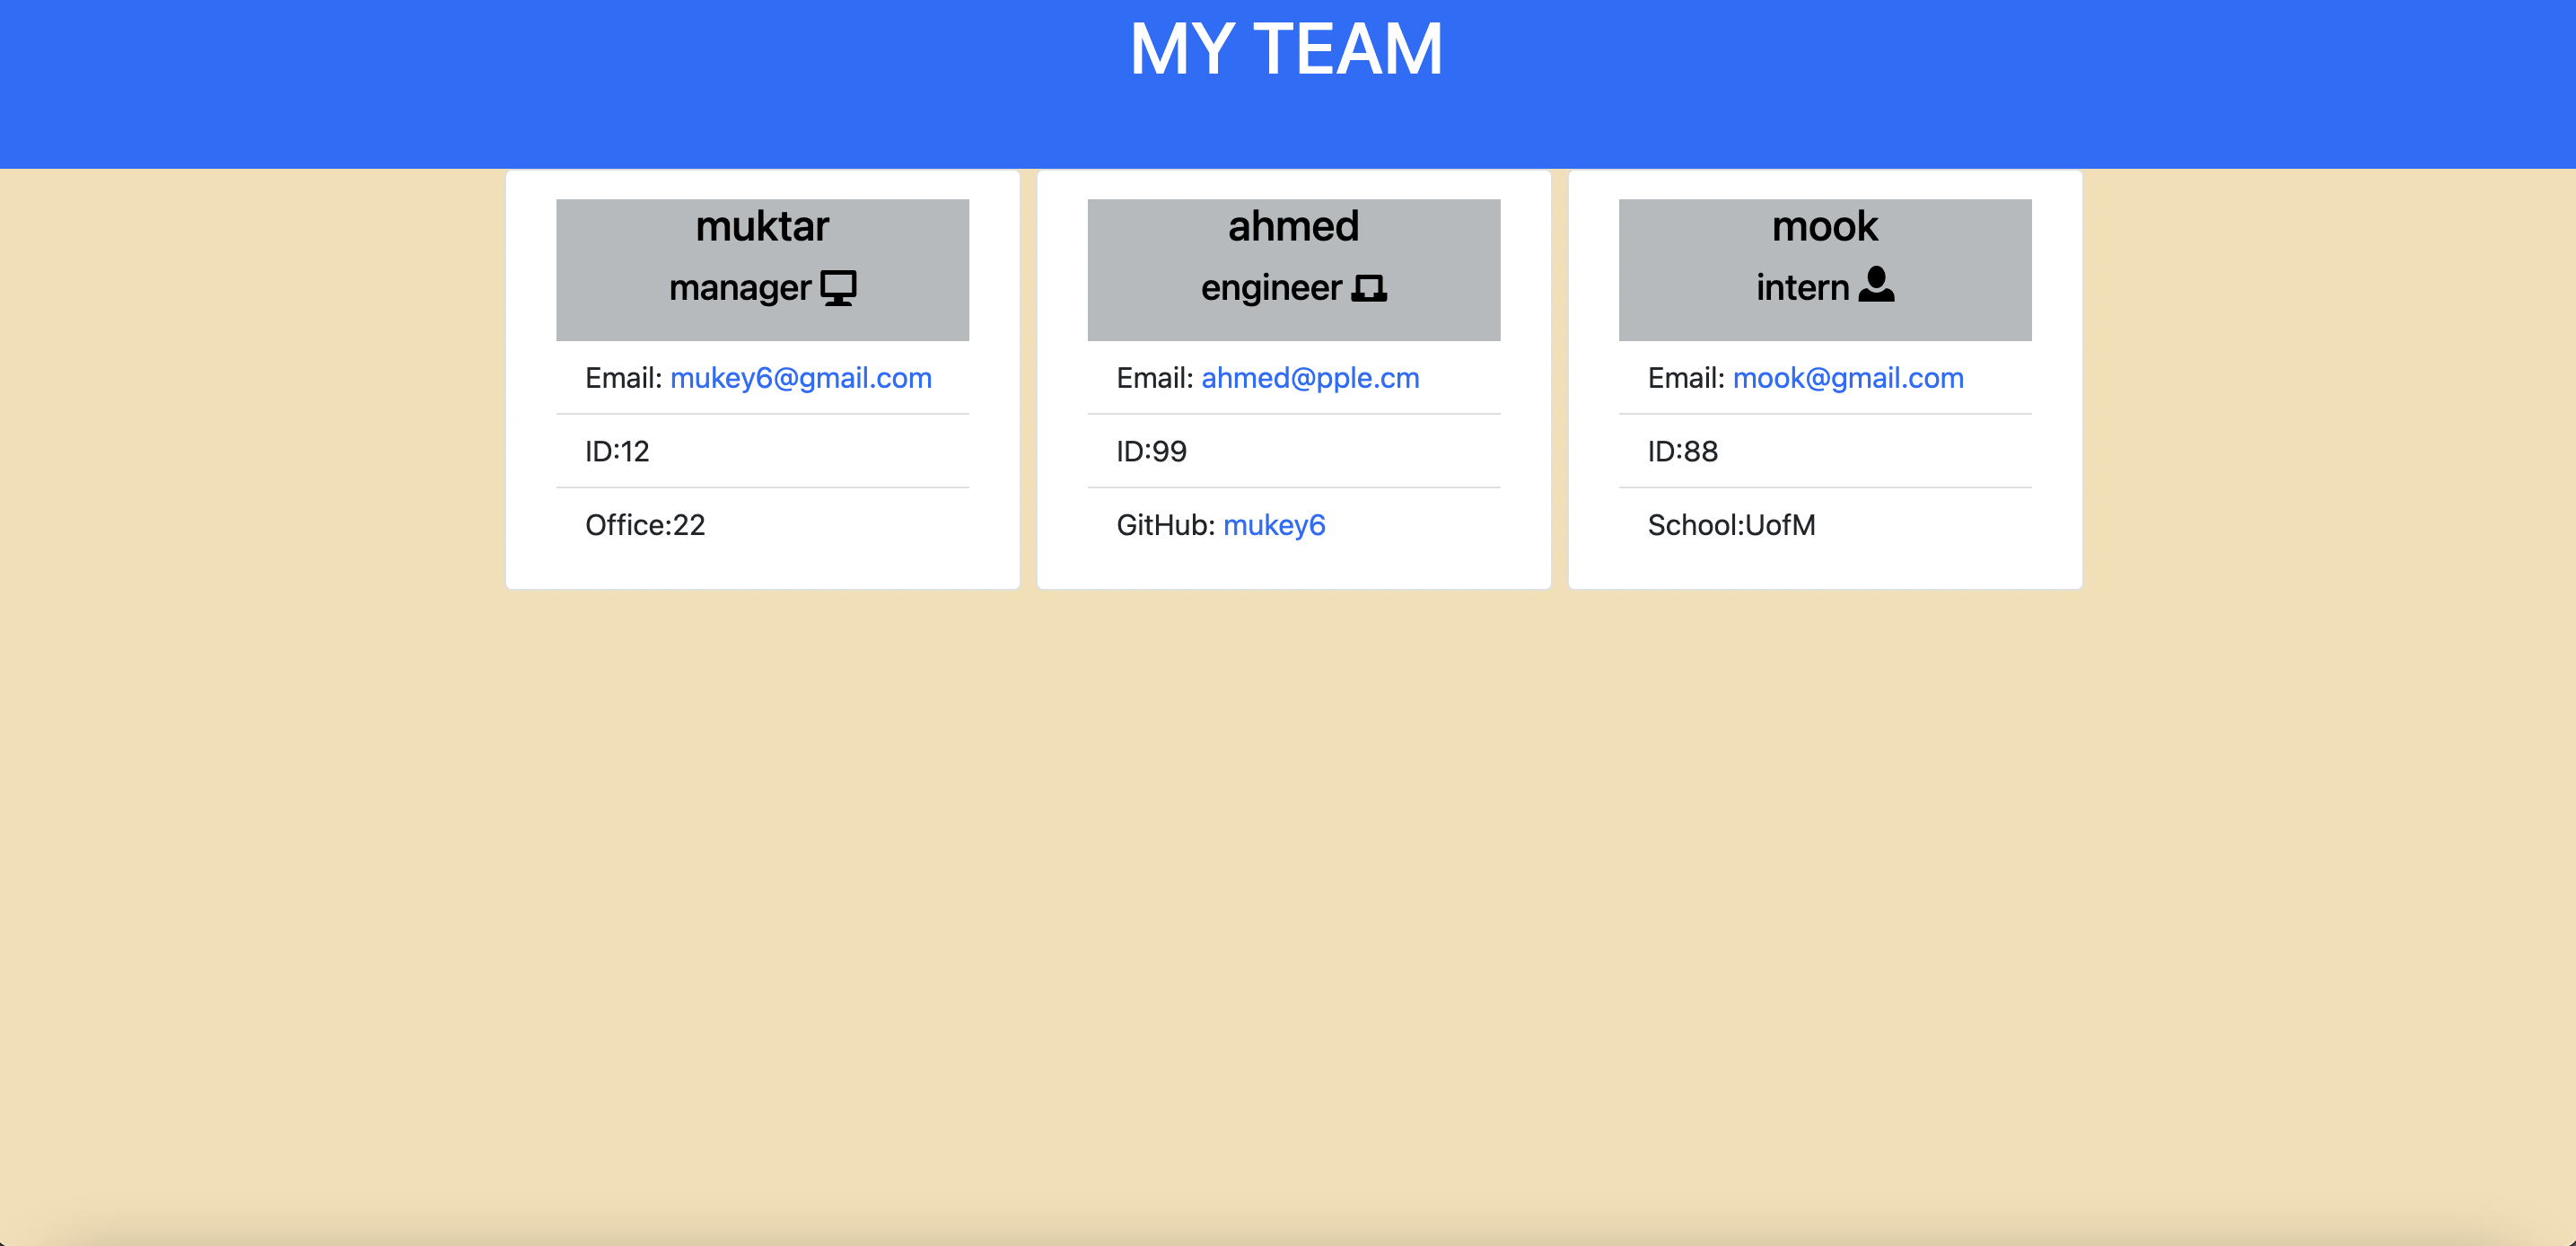 MY TEAM
muktar
manager
Email: mukey6@gmail.com
ID:12
Office:22
ahmed
engineer
Email: ahmed@pple.cm
ID:99
GitHub: mukey6
mook
intern
Email: mook@gmail.com
ID:88
School:UofM